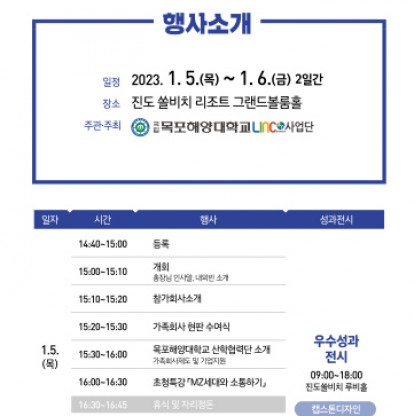 행사소개
일정 2023. 1. 5.(목) ~ 1. 6.(금) 2일간
장소 진도 쏠비치 리조트 그랜드볼룸홀
주관·주최 국립 목포해양대학교 LINC 사업단
일자 시간 행사 성과전시
14:40~15:00 등록
15:00~15:10 개회
총장님 인사말, 내외빈 소개
15:10~15:20 참가회사소개
15:20~15:30 가족회사 현판 수여식
1.5.
(목)
15:30~16:00 목포해양대학교 산학협력단 소개
가족회사제도 및 기업지원
16:00~16:30 초청특강 「MZ세대와 소통하기」
16:30~16:45 휴식 및 자리정돈
우수성과
전시
09:00~18:00
진도쏠비치 루비홀
캡스톤디자인